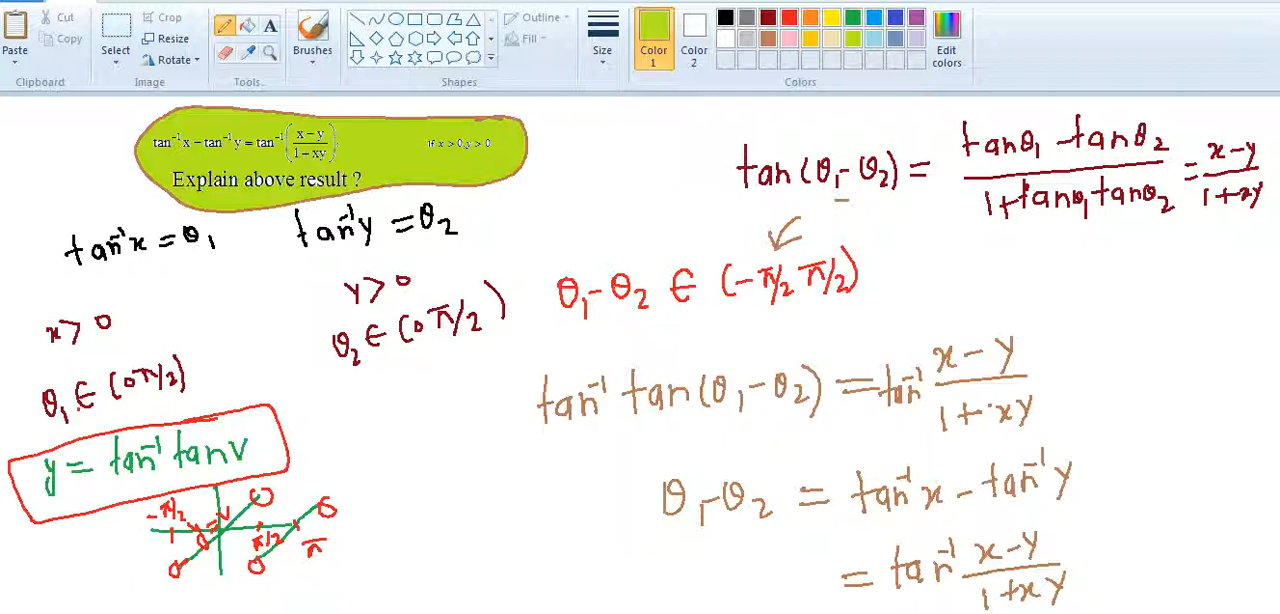 Paste
Cut
Copy
Clipboard
Select
Crop
Resize
Rotate
Image
A
Tools
Brushes
Outline
Fill
Shapes
Size
Color 1
Color 2
Edit colors
Colors
tan⁻¹x − tan⁻¹y = tan⁻¹((x−y)/(1−xy)) if x > 0, y > 0
Explain above result ?
tan⁻¹x = θ₁
tan⁻¹y = θ₂
tan(θ₁ − θ₂) = (tanθ₁ − tanθ₂)/(1+tanθ₁ tanθ₂) = (x−y)/(1+xy)
x > 0
y > 0
θ₁ ∈ (0 π/2)
θ₂ ∈ (0 π/2)
θ₁ − θ₂ ∈ (−π/2 π/2)
tan⁻¹ tan(θ₁ − θ₂) = tan⁻¹ (x−y)/(1+xy)
y = tan⁻¹ tan v
−π/2
π/2
π
θ₁ − θ₂ = tan⁻¹x − tan⁻¹y
= tan⁻¹ (x−y)/(1+xy)